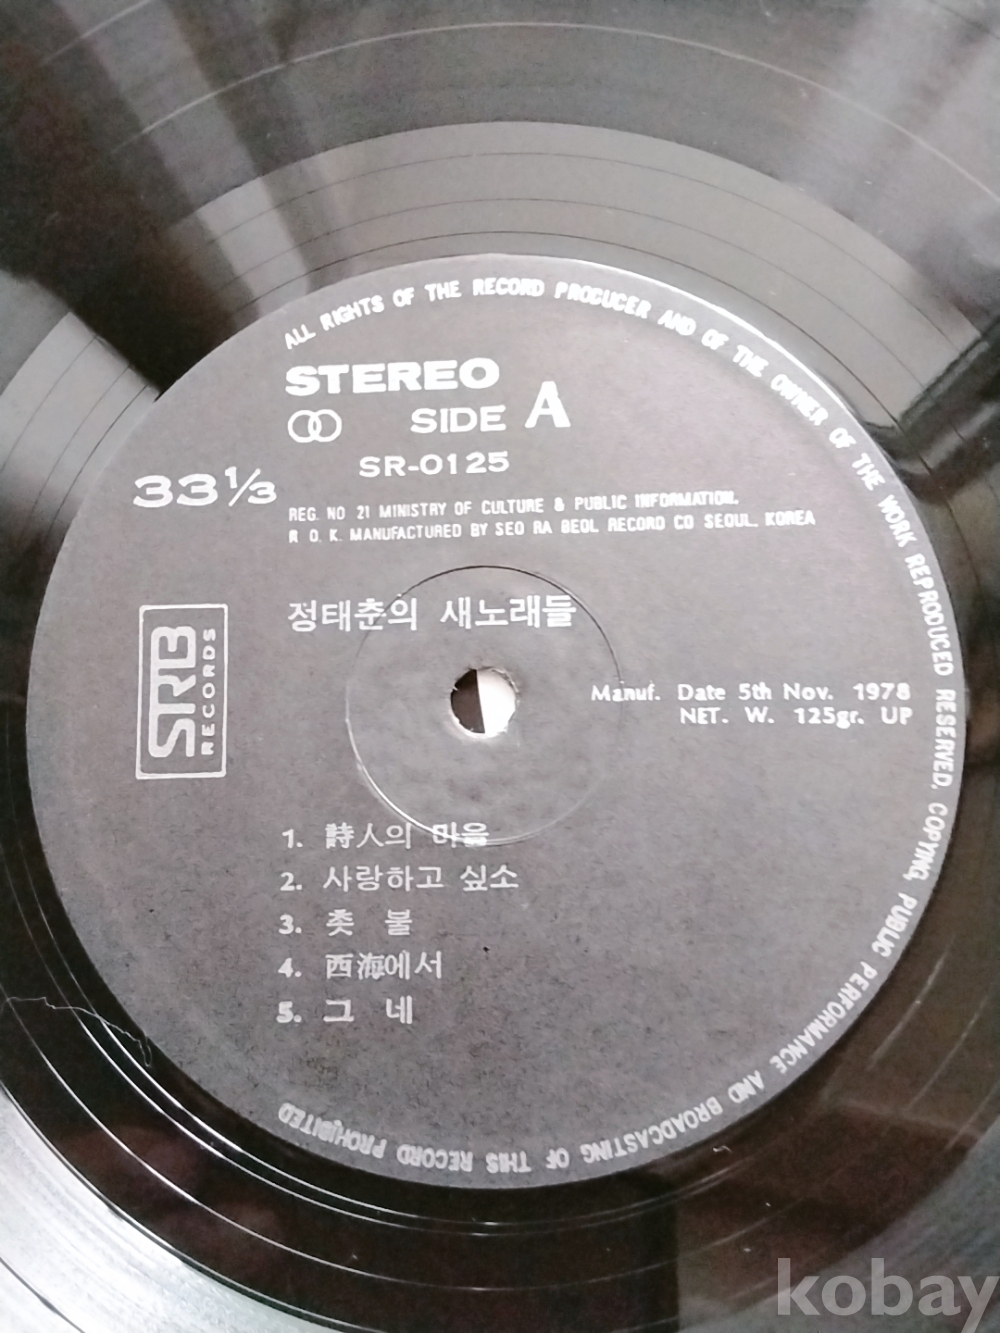 ALL RIGHTS OF THE RECORD PRODUCER AND OF THE OWNER OF THE WORK REPRODUCED RESERVED. COPYING, PUBLIC PERFORMANCE AND BROADCASTING OF THIS RECORD PROHIBITED
STEREO
SIDE A
SR-0125
33 1/3
REG. NO 21 MINISTRY OF CULTURE & PUBLIC INFORMATION.
R O. K. MANUFACTURED BY SEO RA BEOL RECORD CO SEOUL. KOREA
정태춘의 새노래들
SRB RECORDS
Manuf. Date 5th Nov. 1978
NET. W. 125gr. UP
1. 詩人의 마을
2. 사랑하고 싶소
3. 촛 불
4. 西海에서
5. 그 네
kobay